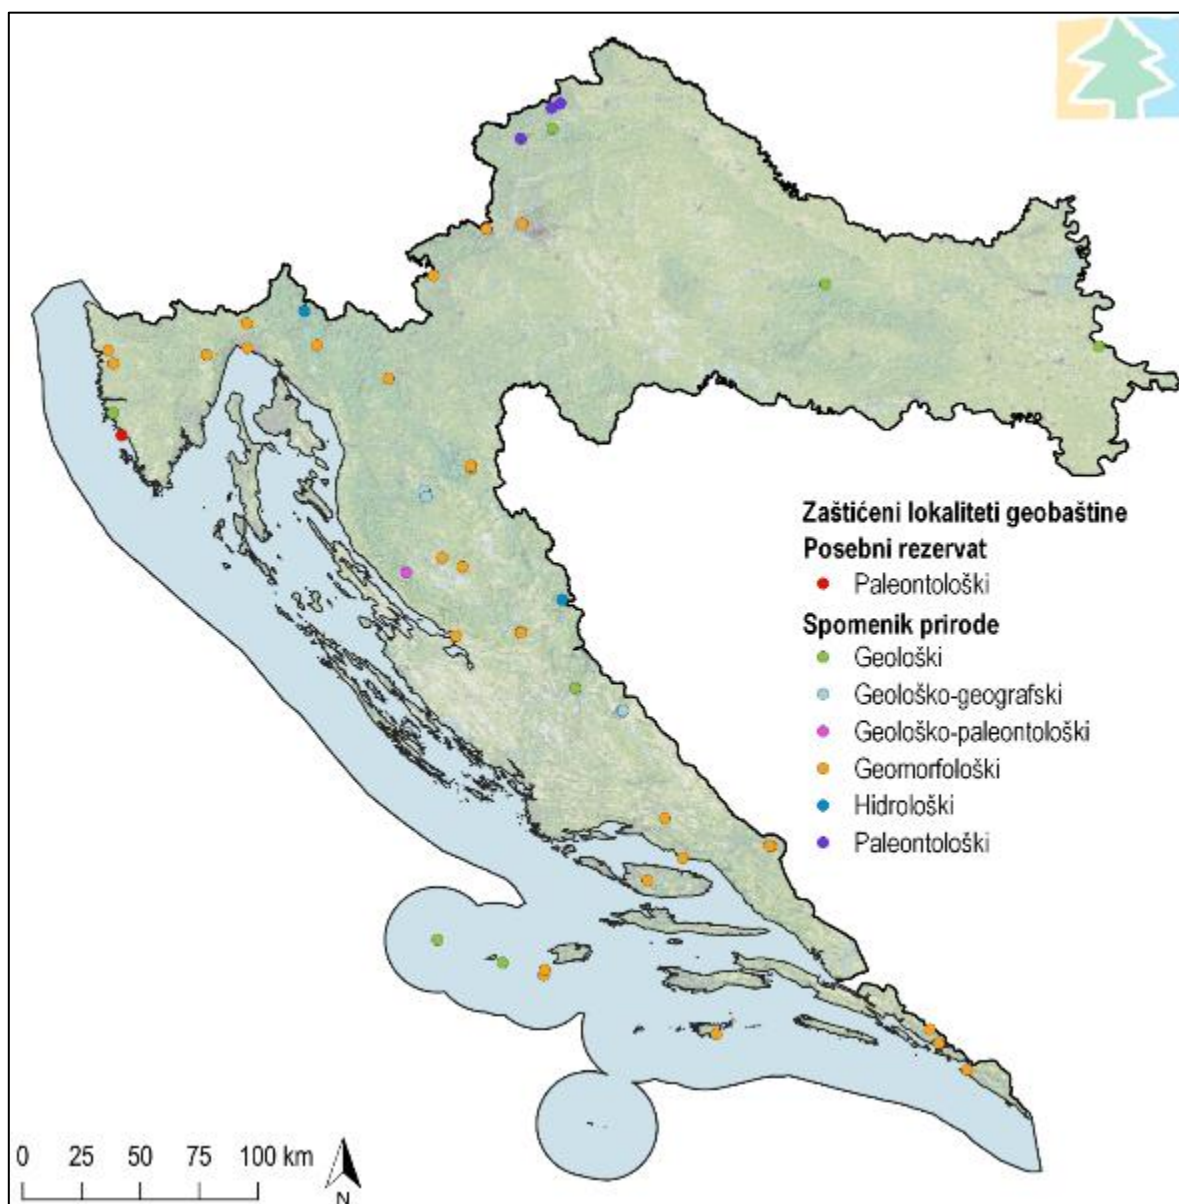 Zaštićeni lokaliteti geobaštine
Posebni rezervat
Paleontološki
Spomenik prirode
Geološki
Geološko-geografski
Geološko-paleontološki
Geomorfološki
Hidrološki
Paleontološki
0 25 50 75 100 km
N